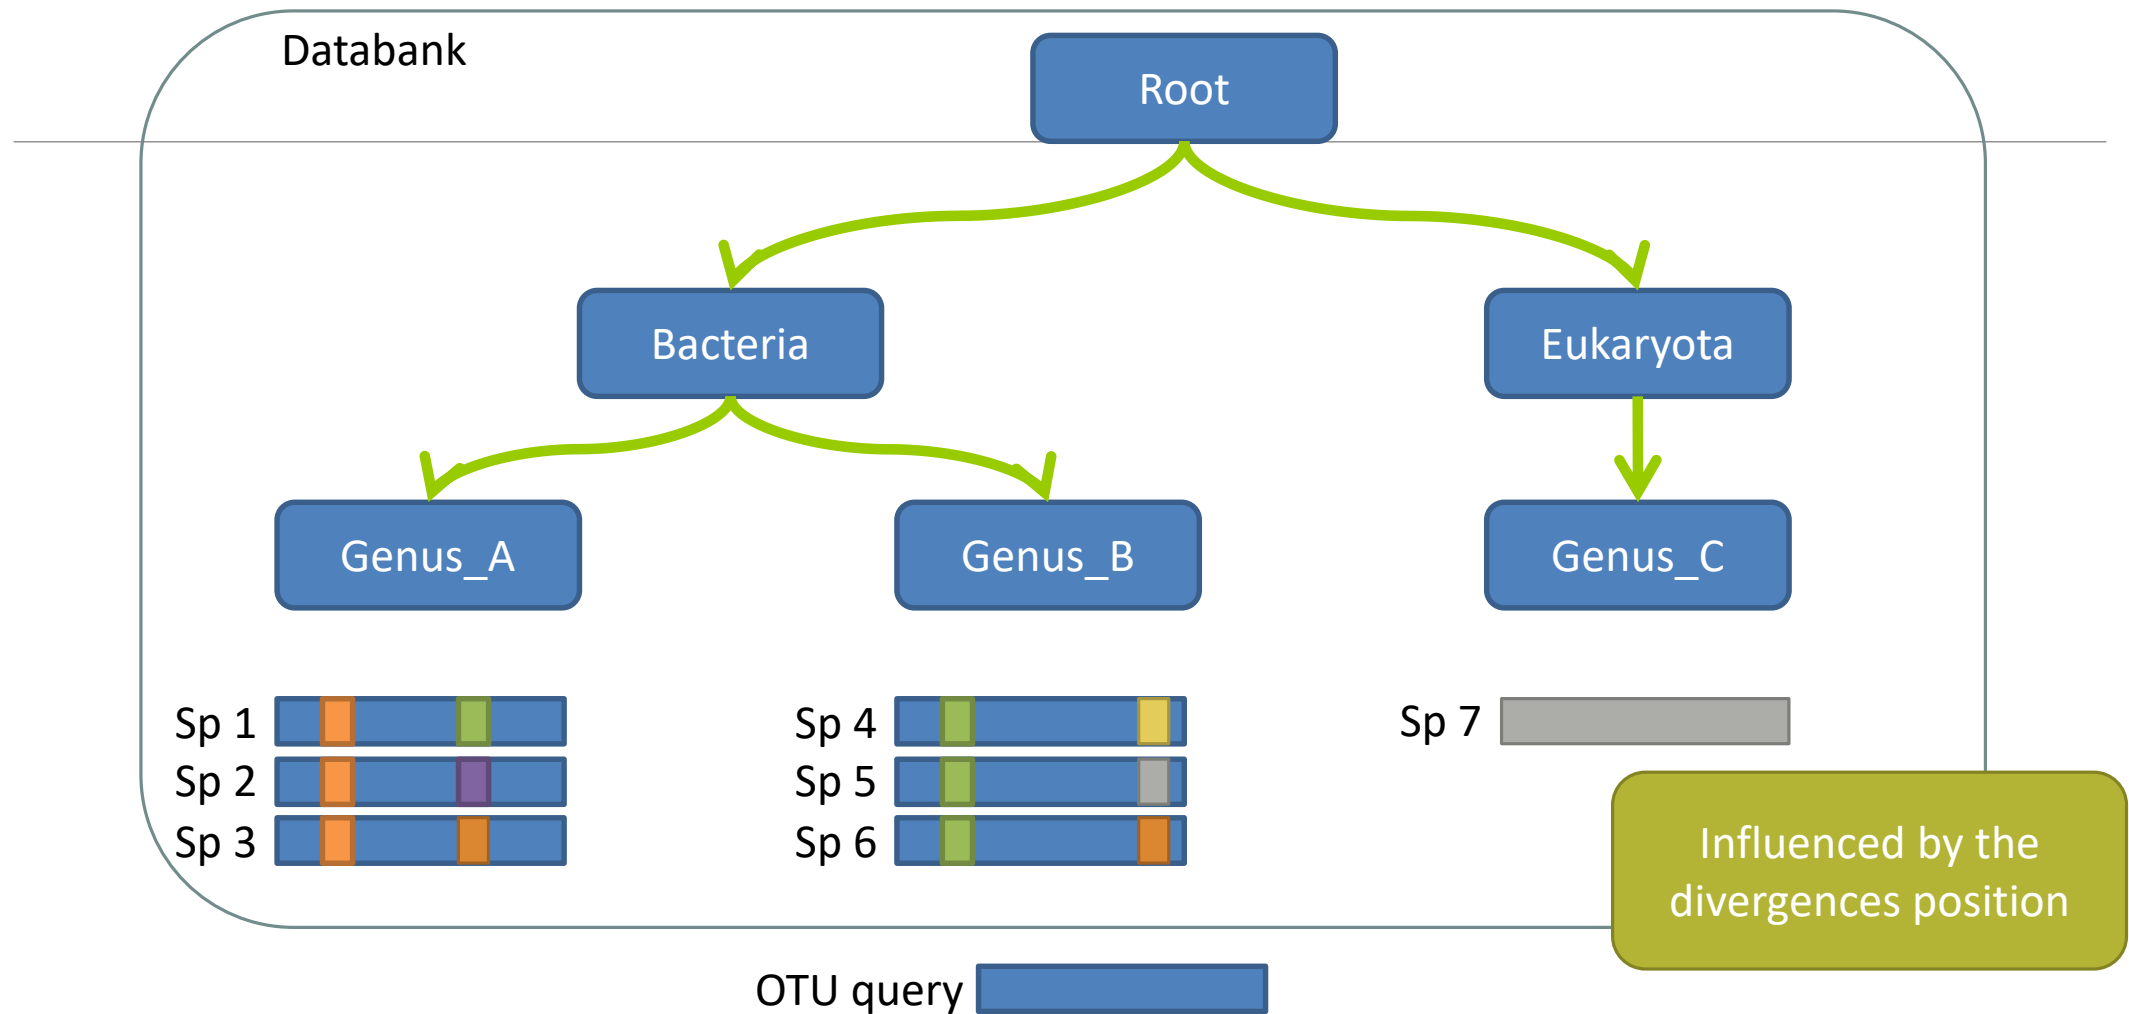 Databank
Root
Bacteria
Eukaryota
Genus_A
Genus_B
Genus_C
Sp 1
Sp 4
Sp 7
Sp 2
Sp 5
Sp 3
Sp 6
Influenced by the
divergences position
OTU query